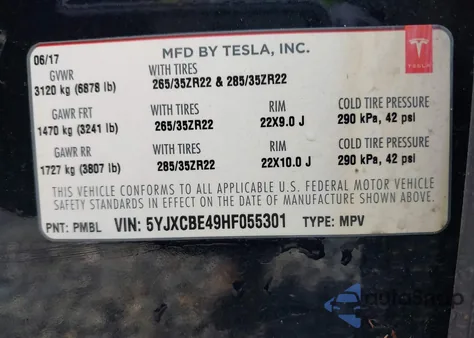 06/17 MFD BY TESLA, INC. TESLA
GVWR WITH TIRES
3120 kg (6878 lb) 265/35ZR22 & 285/35ZR22
GAWR FRT WITH TIRES RIM COLD TIRE PRESSURE
1470 kg (3241 lb) 265/35ZR22 22X9.0 J 290 kPa, 42 psi
GAWR RR WITH TIRES RIM COLD TIRE PRESSURE
1727 kg (3807 lb) 285/35ZR22 22X10.0 J 290 kPa, 42 psi
THIS VEHICLE CONFORMS TO ALL APPLICABLE U.S. FEDERAL MOTOR VEHICLE
SAFETY STANDARDS IN EFFECT ON THE DATE OF MANUFACTURE SHOWN ABOVE.
PNT: PMBL VIN: 5YJXCBE49HF055301 TYPE: MPV
AutoSnap